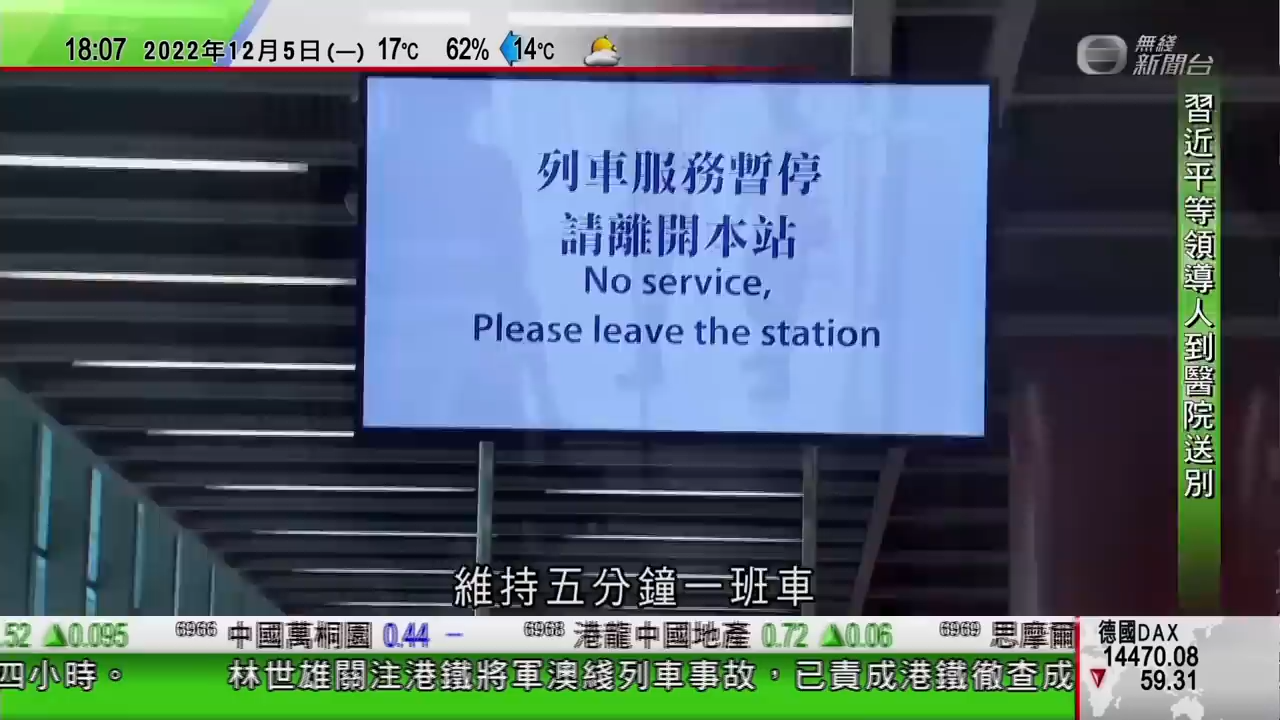 18:07 2022年12月5日(一) 17℃ 62% 14℃
無綫
新聞台
列車服務暫停
請離開本站
No service,
Please leave the station
習近平等領導人到醫院送別
維持五分鐘一班車
.52 ▲0.095 6966 中國萬桐園 0.44 – 6968 港龍中國地產 0.72 ▲0.06 6969 思摩爾
德國DAX
14470.08
▼ 59.31
四小時。 林世雄關注港鐵將軍澳綫列車事故，已責成港鐵徹查成